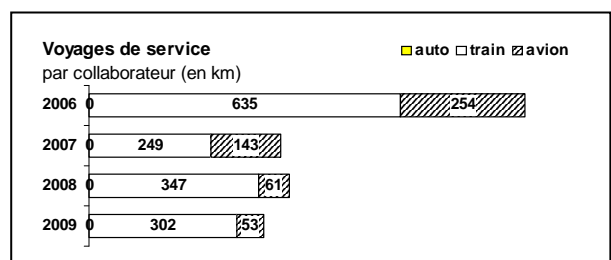 Voyages de service auto train avion
par collaborateur (en km)
2006 0 635 254
2007 0 249 143
2008 0 347 61
2009 0 302 53